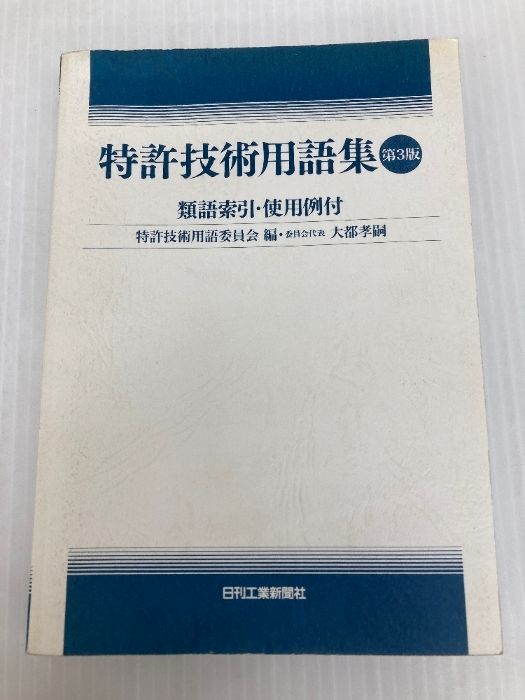 特許技術用語集 第3版
類語索引・使用例付
特許技術用語委員会 編・委員会代表 大都孝嗣
日刊工業新聞社